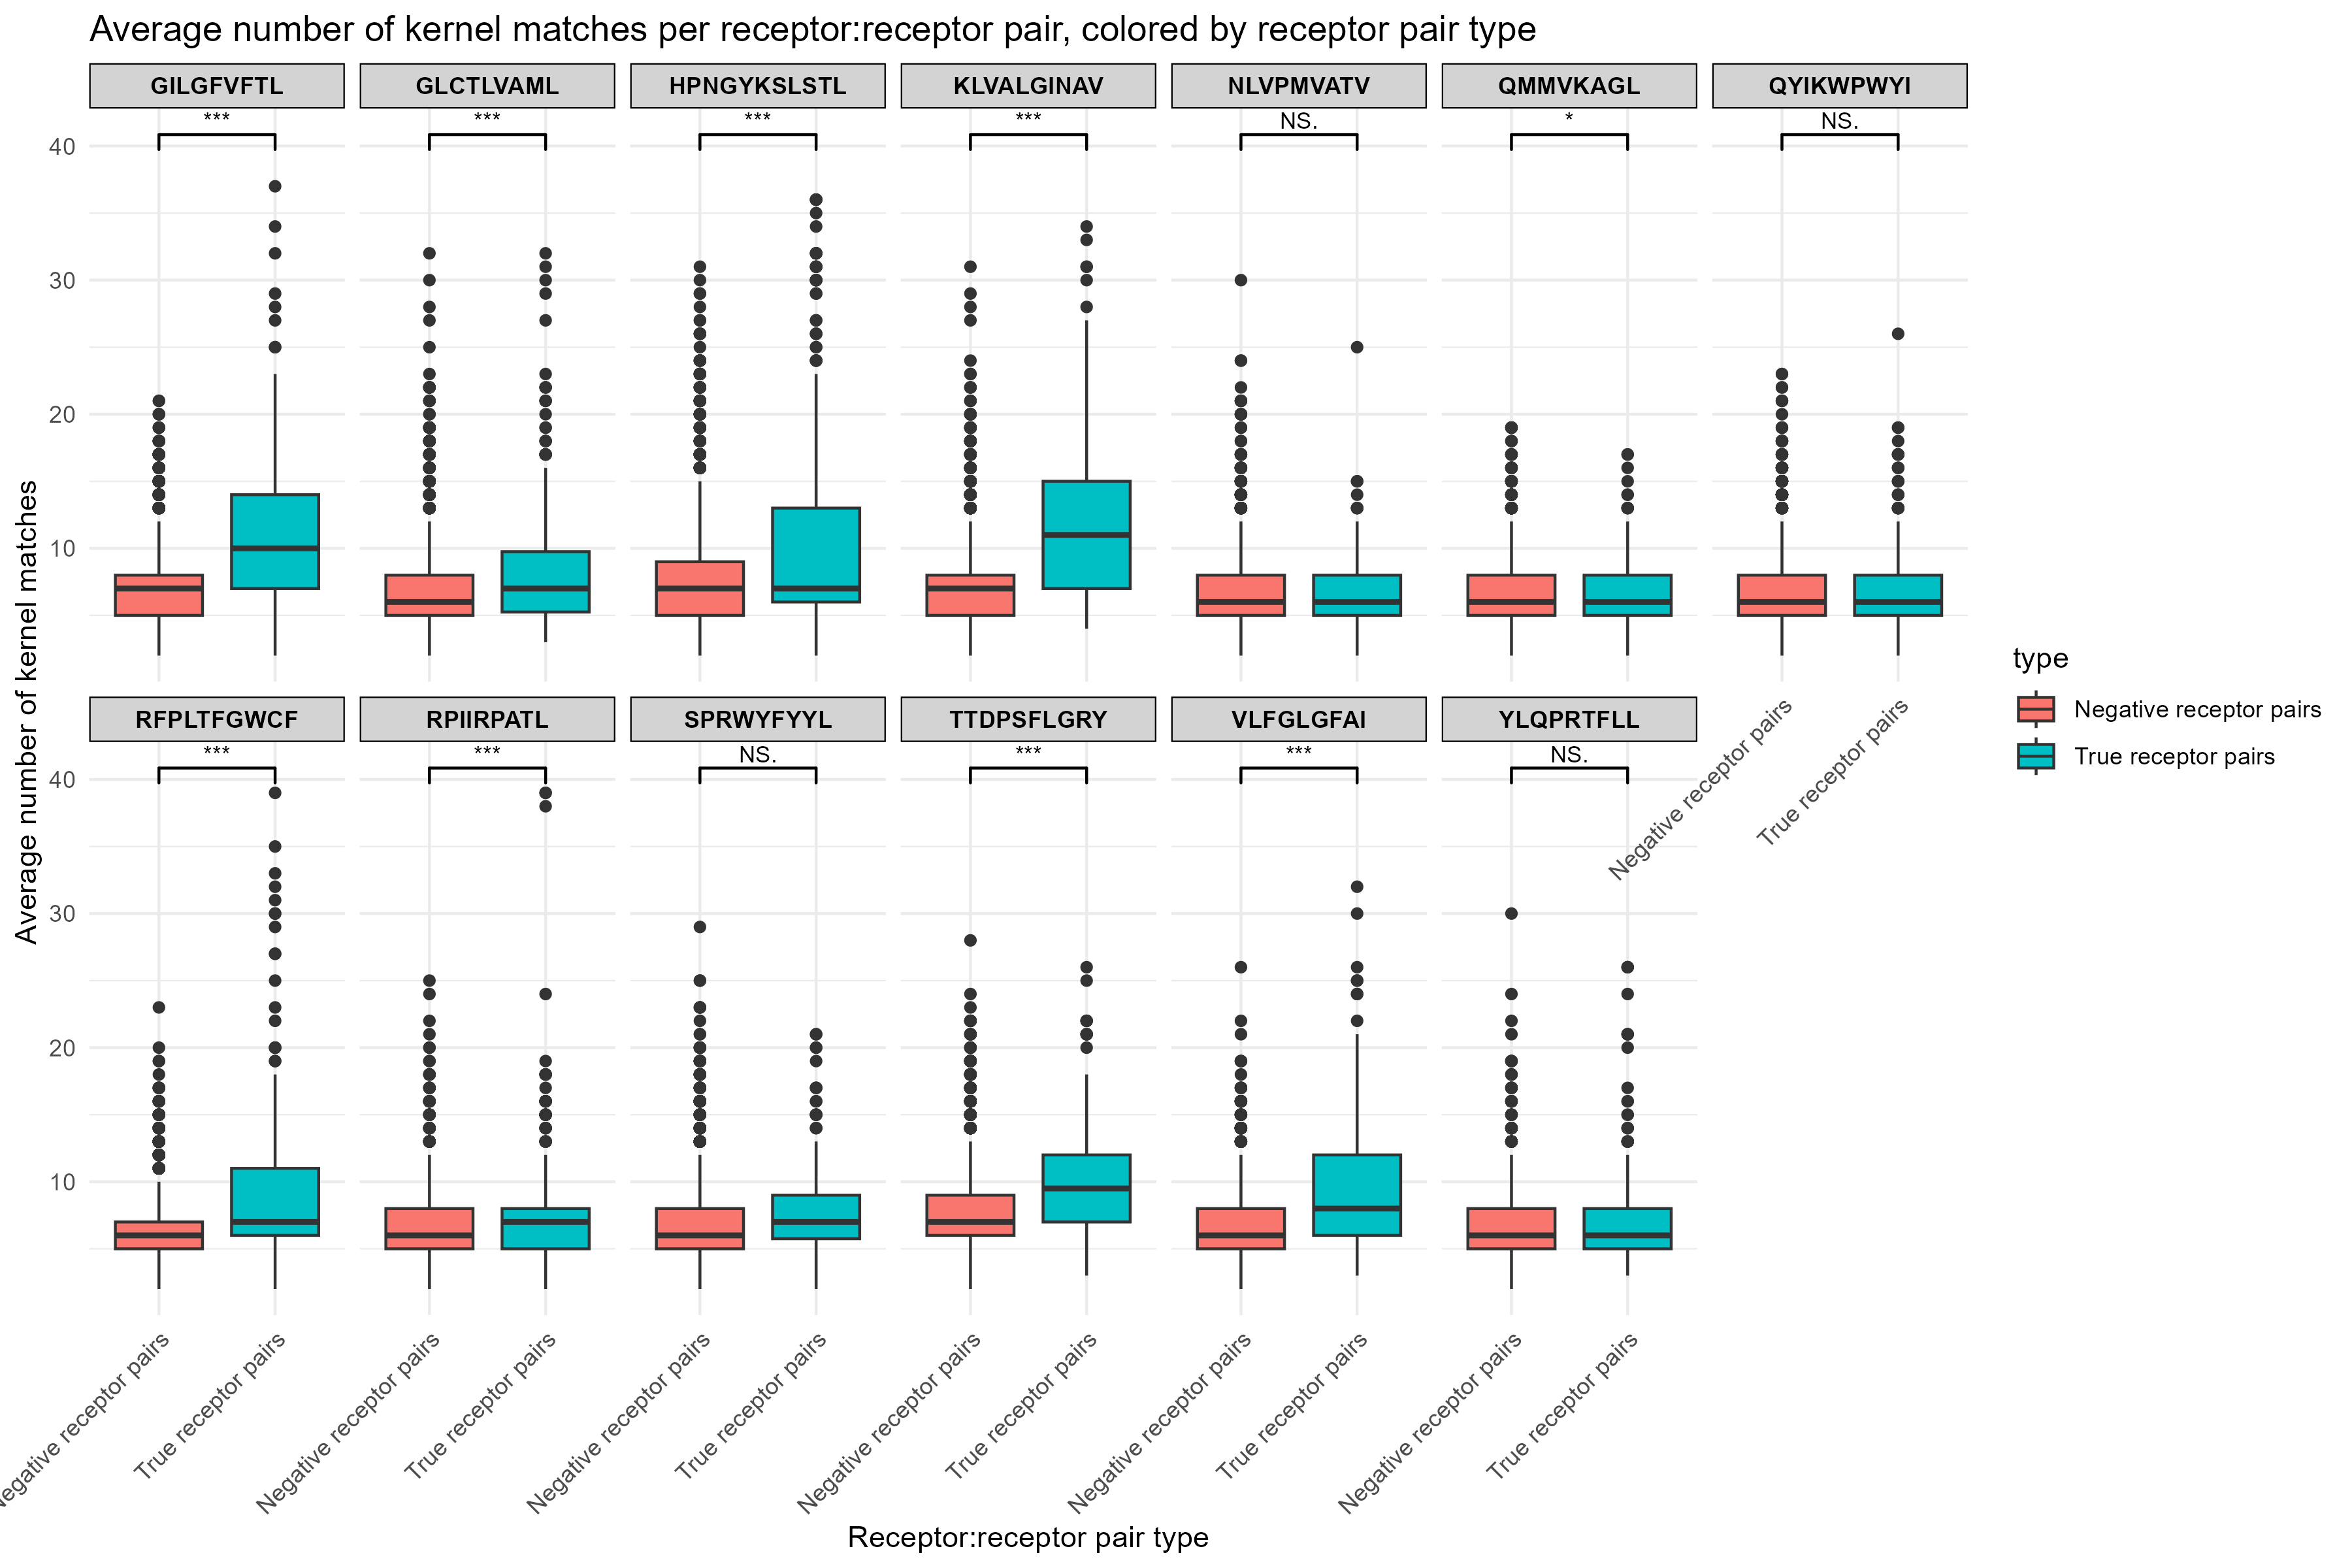 Average number of kernel matches per receptor:receptor pair, colored by receptor pair type
GILGFVFTL GLCTLVAML HPNGYKSLSTL KLVALGINAV NLVPMVATV QMMVKAGL QYIKWPWYI
*** *** *** *** NS. * NS.
40
30
20
10
Average number of kernel matches
RFPLTFGWCF RPIIRPATL SPRWYFYYL TTDPSFLGRY VLFGLGFAI YLQPRTFLL
*** *** NS. *** *** NS.
40
30
20
10
Negative receptor pairs
True receptor pairs
type
Negative receptor pairs
True receptor pairs
Negative receptor pairs
True receptor pairs
Negative receptor pairs
True receptor pairs
Negative receptor pairs
True receptor pairs
Negative receptor pairs
True receptor pairs
Negative receptor pairs
True receptor pairs
Negative receptor pairs
True receptor pairs
Receptor:receptor pair type